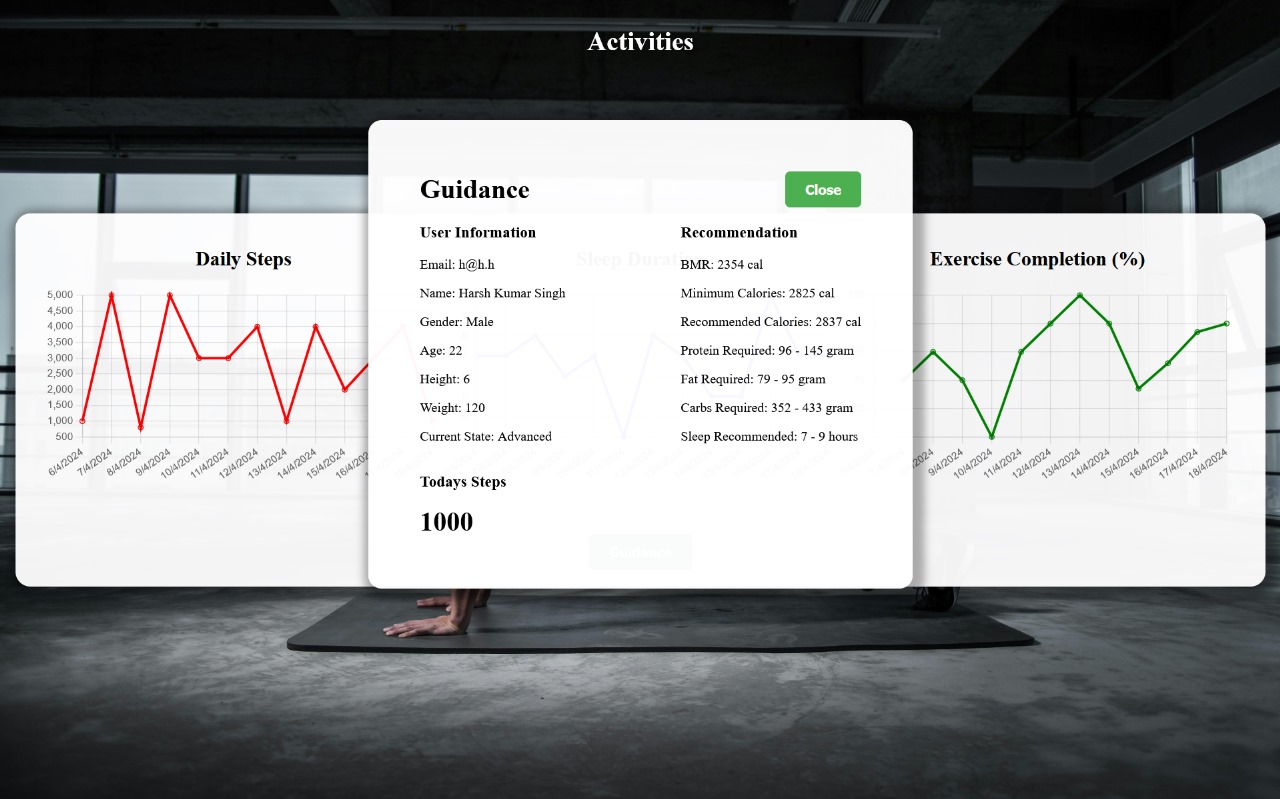 Activities
Guidance
Close
User Information
Email: h@h.h
Name: Harsh Kumar Singh
Gender: Male
Age: 22
Height: 6
Weight: 120
Current State: Advanced
Recommendation
BMR: 2354 cal
Minimum Calories: 2825 cal
Recommended Calories: 2837 cal
Protein Required: 96 - 145 gram
Fat Required: 79 - 95 gram
Carbs Required: 352 - 433 gram
Sleep Recommended: 7 - 9 hours
Todays Steps
1000
Daily Steps
5,000
4,500
4,000
3,500
3,000
2,500
2,000
1,500
1,000
500
6/4/2024
7/4/2024
8/4/2024
9/4/2024
10/4/2024
11/4/2024
12/4/2024
13/4/2024
14/4/2024
15/4/2024
16/4/202
Sleep Durati
Guidance
Exercise Completion (%)
/2024
9/4/2024
10/4/2024
11/4/2024
12/4/2024
13/4/2024
14/4/2024
15/4/2024
16/4/2024
17/4/2024
18/4/2024